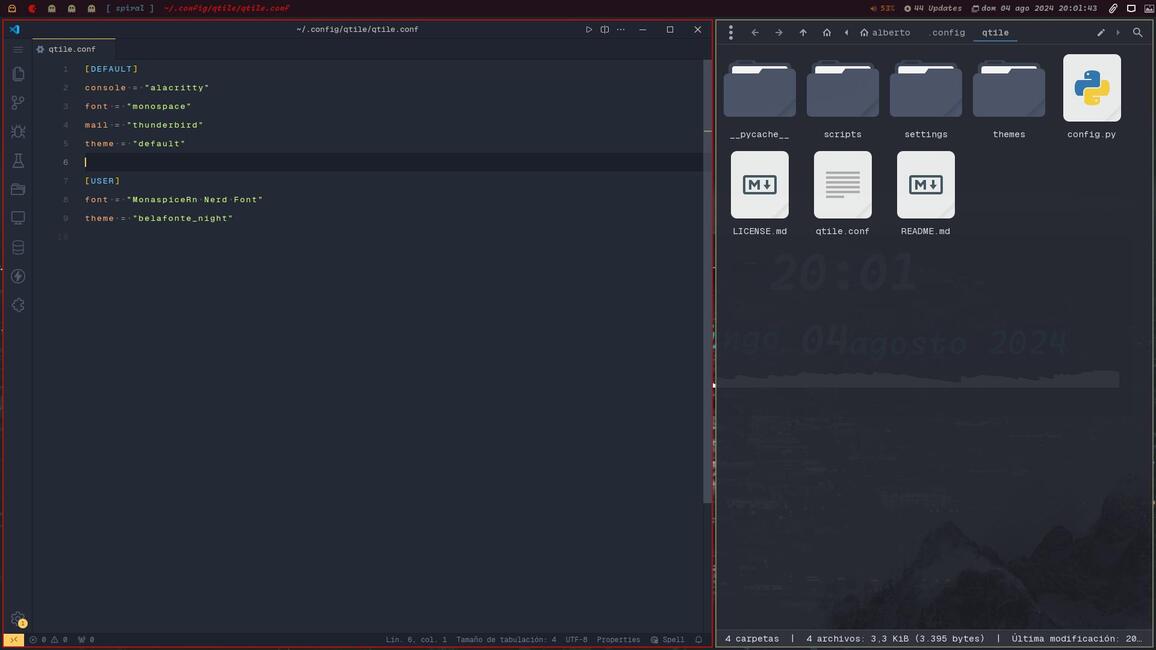 [ spiral ] ~/.config/qtile/qtile.conf
53% 44 Updates dom 04 ago 2024 20:01:43
~/.config/qtile/qtile.conf
qtile.conf
1 [DEFAULT]
2 console = "alacritty"
3 font = "monospace"
4 mail = "thunderbird"
5 theme = "default"
6
7 [USER]
8 font = "MonaspiceRn Nerd Font"
9 theme = "belafonte_night"
10
1
0 0 0 Lín. 6, col. 1 Tamaño de tabulación: 4 UTF-8 Properties Spell
alberto .config qtile
__pycache__ scripts settings themes config.py
LICENSE.md qtile.conf README.md
20:01
04 agosto 2024
4 carpetas | 4 archivos: 3,3 KiB (3.395 bytes) | Última modificación: 20…